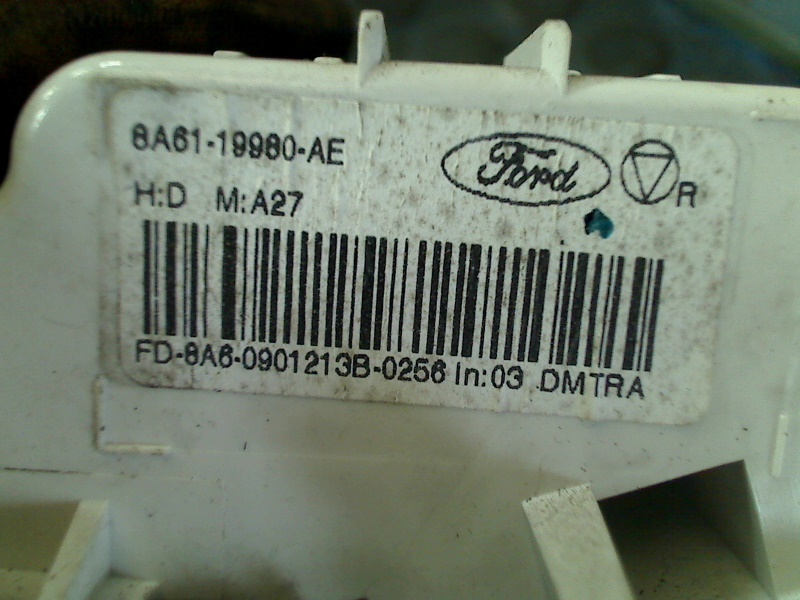 8A61-19980-AE
Ford
R
H:D M:A27
FD-8A6-0901213B-0256 In:03 DMTRA